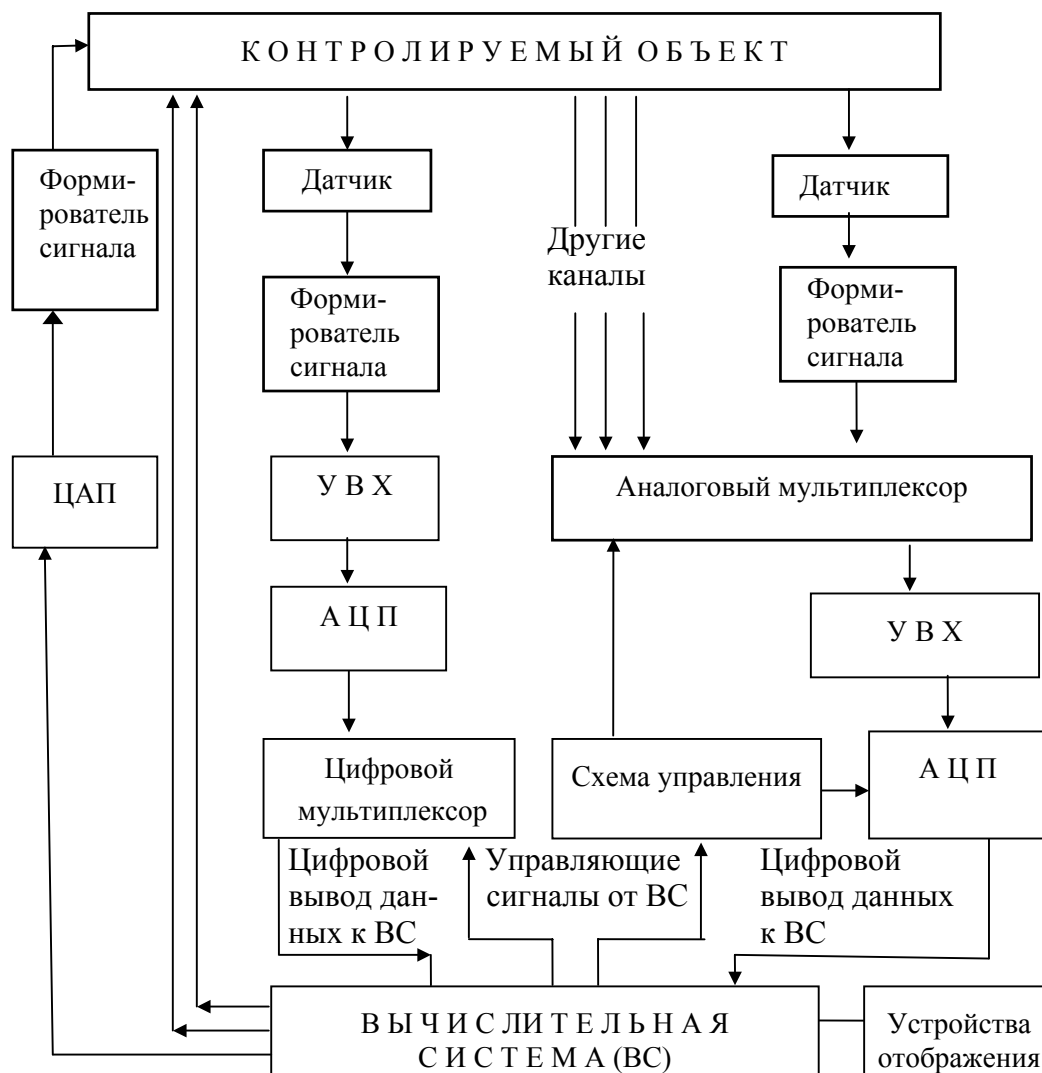 К О Н Т Р О Л И Р У Е М Ы Й О Б Ъ Е К Т
Форми-
рователь
сигнала
Датчик
Датчик
Другие
каналы
Форми-
рователь
сигнала
Форми-
рователь
сигнала
ЦАП
У В Х
Аналоговый мультиплексор
А Ц П
У В Х
Цифровой
мультиплексор
Схема управления
А Ц П
Цифровой
вывод дан-
ных к ВС
Управляющие
сигналы от ВС
Цифровой
вывод данных
к ВС
В Ы Ч И С Л И Т Е Л Ь Н А Я
С И С Т Е М А (ВС)
Устройства
отображения